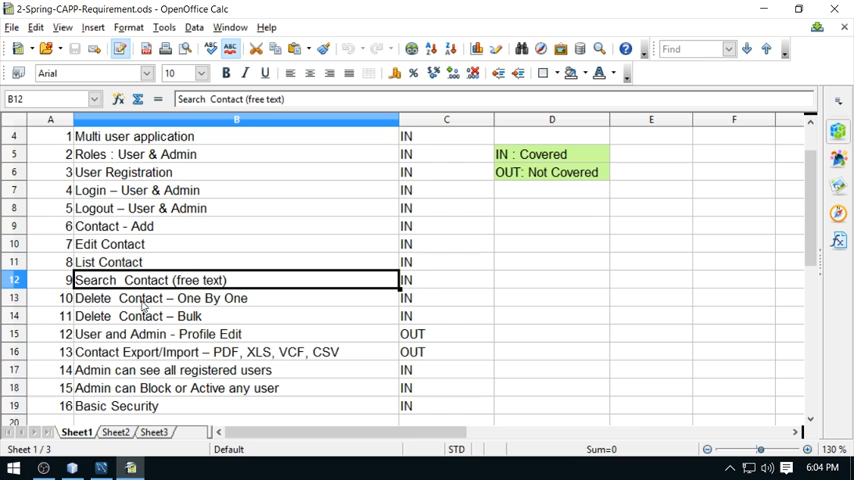 2-Spring-CAPP-Requirement.ods - OpenOffice Calc
File Edit View Insert Format Tools Data Window Help
Find
Arial 10
B12 Search Contact (free text)
A B C D E F
4 1 Multi user application IN
5 2 Roles : User & Admin IN IN : Covered
6 3 User Registration IN OUT: Not Covered
7 4 Login – User & Admin IN
8 5 Logout – User & Admin IN
9 6 Contact - Add IN
10 7 Edit Contact IN
11 8 List Contact IN
12 9 Search Contact (free text) IN
13 10 Delete Contact – One By One IN
14 11 Delete Contact – Bulk IN
15 12 User and Admin - Profile Edit OUT
16 13 Contact Export/Import – PDF, XLS, VCF, CSV OUT
17 14 Admin can see all registered users IN
18 15 Admin can Block or Active any user IN
19 16 Basic Security IN
20
Sheet1 Sheet2 Sheet3
Sheet 1 / 3 Default STD Sum=0 130 %
6:04 PM